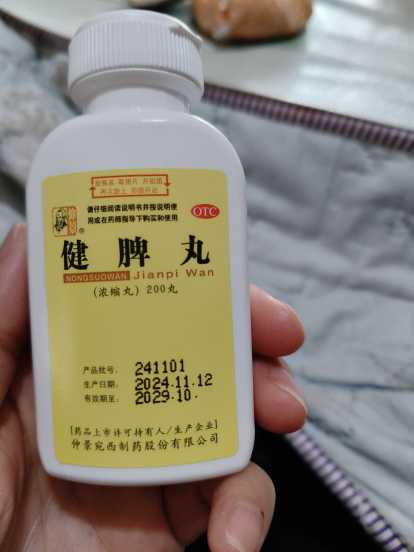 请仔细阅读说明书并按说明使
用或在药师指导下购买和使用
OTC
健脾丸
NONGSUOWAN Jianpi Wan
(浓缩丸) 200丸
产品批号: 241101
生产日期: 2024.11.12
有效期至: 2029.10.
[药品上市许可持有人/生产企业]
仲景宛西制药股份有限公司